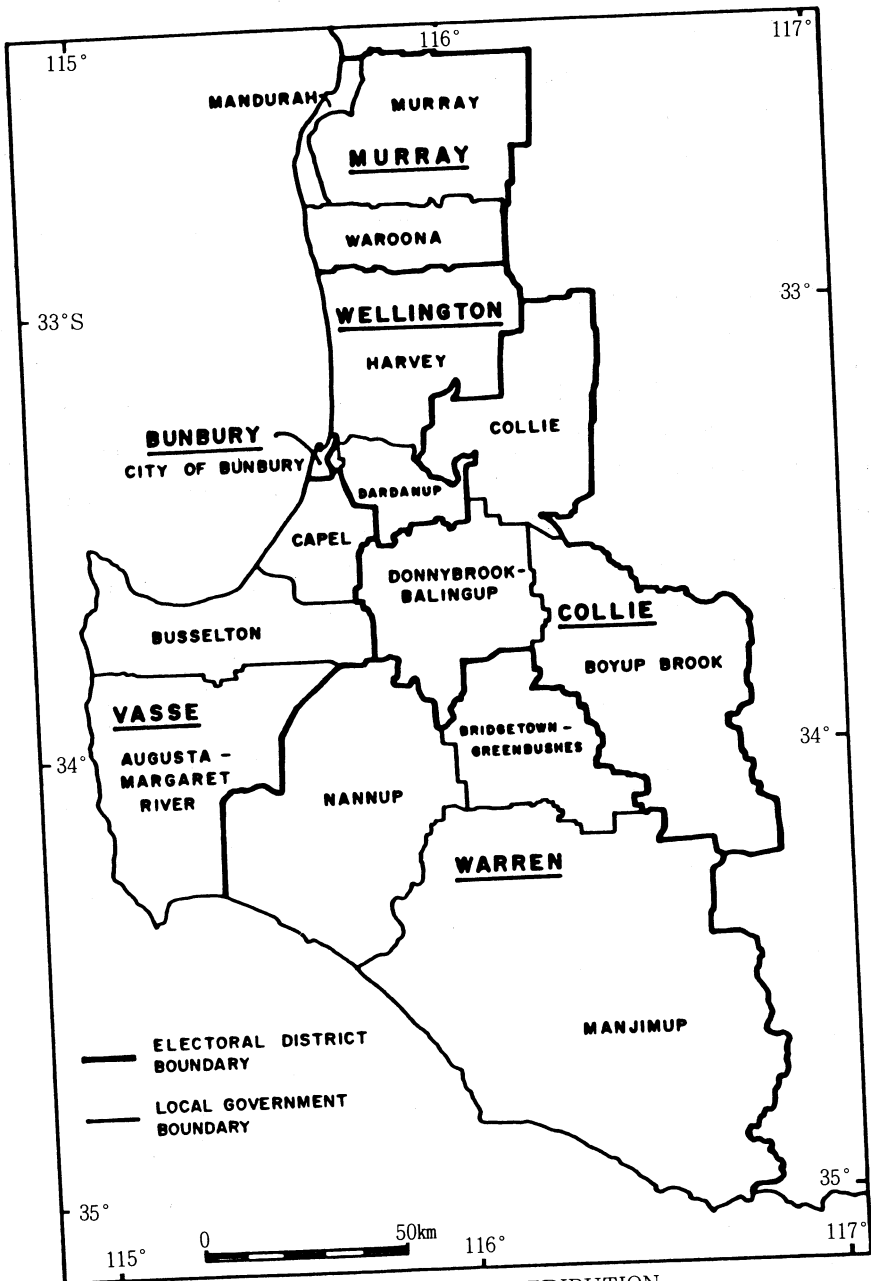 115°
116°
117°
MANDURAH
MURRAY
MURRAY
WAROONA
33°S
33°
WELLINGTON
HARVEY
COLLIE
BUNBURY
CITY OF BUNBURY
DARDANUP
CAPEL
DONNYBROOK-
BALINGUP
COLLIE
BUSSELTON
BOYUP BROOK
VASSE
BRIDGETOWN-
GREENBUSHES
34°
34°
AUGUSTA-
MARGARET
RIVER
NANNUP
WARREN
MANJIMUP
ELECTORAL DISTRICT
BOUNDARY
LOCAL GOVERNMENT
BOUNDARY
35°
35°
0 50km
115°
116°
117°